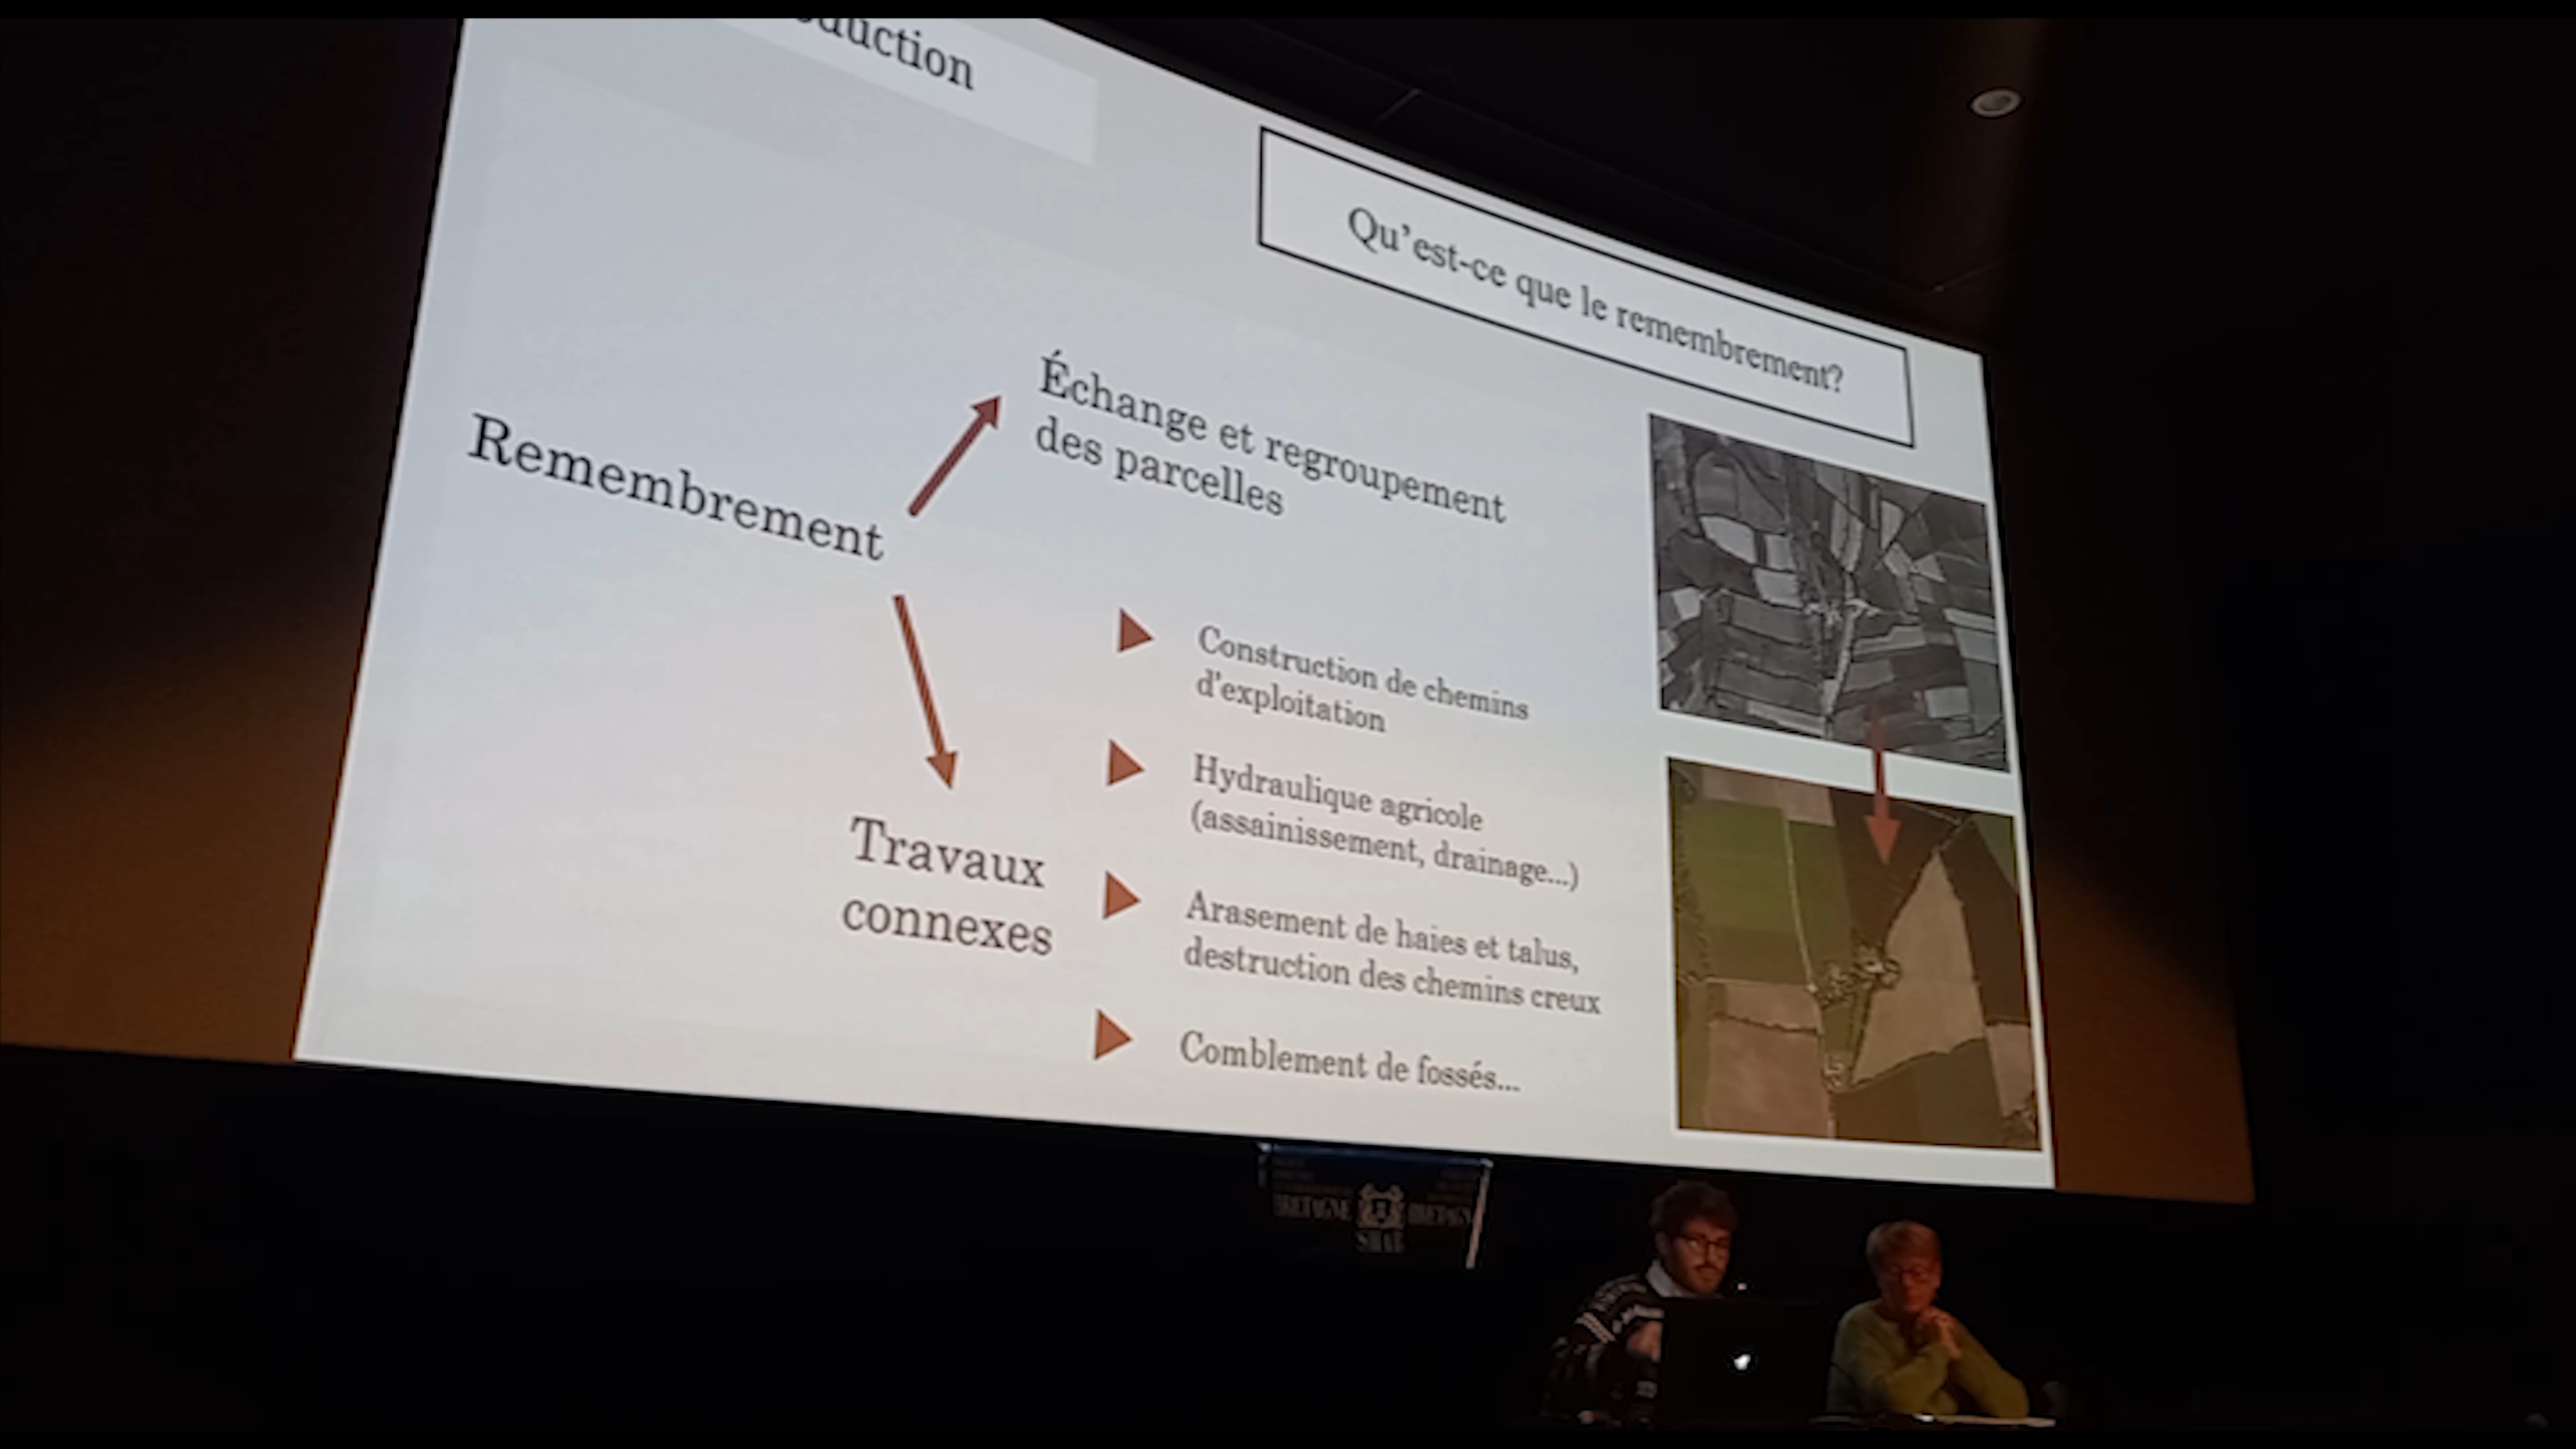 Qu'est-ce que le remembrement?
Remembrement
Échange et regroupement
des parcelles
Travaux
connexes
Construction de chemins
d'exploitation
Hydraulique agricole
(assainissement, drainage...)
Arasement de haies et talus,
destruction des chemins creux
Comblement de fossés...
BRETAGNE